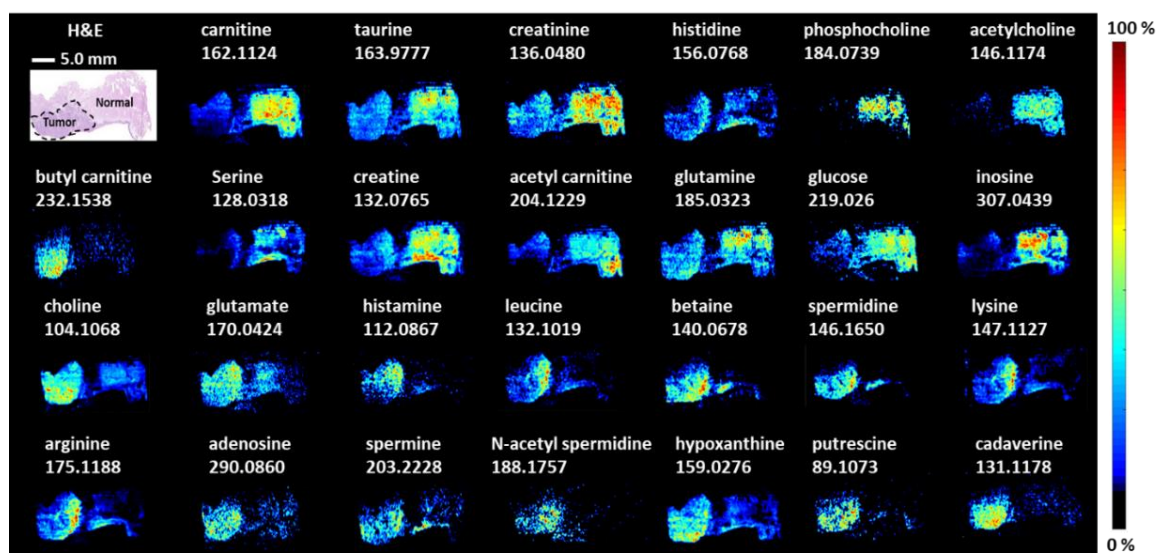 H&E carnitine taurine creatinine histidine phosphocholine acetylcholine 100 %
5.0 mm 162.1124 163.9777 136.0480 156.0768 184.0739 146.1174
Normal
Tumor
butyl carnitine Serine creatine acetyl carnitine glutamine glucose inosine
232.1538 128.0318 132.0765 204.1229 185.0323 219.026 307.0439
choline glutamate histamine leucine betaine spermidine lysine
104.1068 170.0424 112.0867 132.1019 140.0678 146.1650 147.1127
arginine adenosine spermine N-acetyl spermidine hypoxanthine putrescine cadaverine
175.1188 290.0860 203.2228 188.1757 159.0276 89.1073 131.1178
0 %